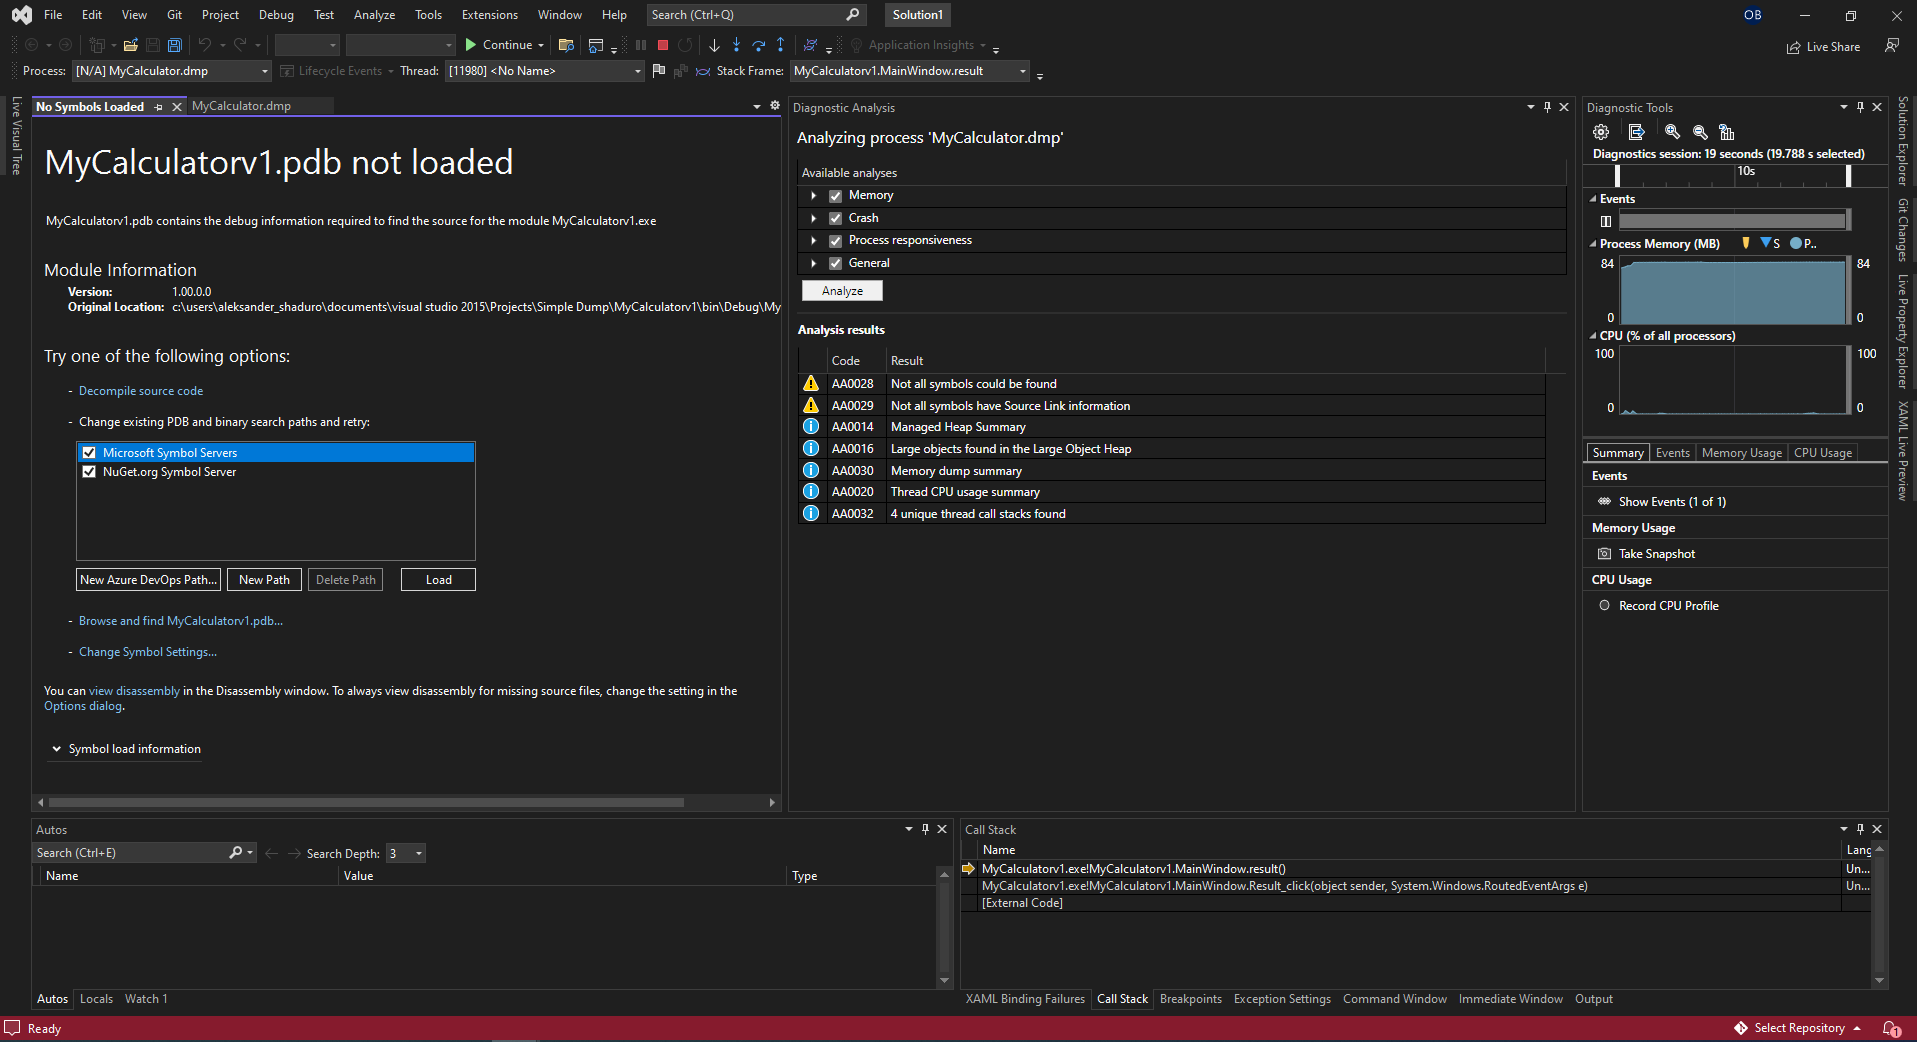 File Edit View Git Project Debug Test Analyze Tools Extensions Window Help Search (Ctrl+Q) Solution1 OB
Continue Application Insights Live Share
Process: [N/A] MyCalculator.dmp Lifecycle Events Thread: [11980] <No Name> Stack Frame: MyCalculatorv1.MainWindow.result
Live Visual Tree
No Symbols Loaded MyCalculator.dmp
MyCalculatorv1.pdb not loaded
MyCalculatorv1.pdb contains the debug information required to find the source for the module MyCalculatorv1.exe
Module Information
Version: 1.00.0.0
Original Location: c:\users\aleksander_shaduro\documents\visual studio 2015\Projects\Simple Dump\MyCalculatorv1\bin\Debug\My
Try one of the following options:
- Decompile source code
- Change existing PDB and binary search paths and retry:
Microsoft Symbol Servers
NuGet.org Symbol Server
New Azure DevOps Path... New Path Delete Path Load
- Browse and find MyCalculatorv1.pdb...
- Change Symbol Settings...
You can view disassembly in the Disassembly window. To always view disassembly for missing source files, change the setting in the
Options dialog.
Symbol load information
Diagnostic Analysis
Analyzing process 'MyCalculator.dmp'
Available analyses
Memory
Crash
Process responsiveness
General
Analyze
Analysis results
Code Result
AA0028 Not all symbols could be found
AA0029 Not all symbols have Source Link information
AA0014 Managed Heap Summary
AA0016 Large objects found in the Large Object Heap
AA0030 Memory dump summary
AA0020 Thread CPU usage summary
AA0032 4 unique thread call stacks found
Diagnostic Tools
Diagnostics session: 19 seconds (19.788 s selected)
10s
Events
Process Memory (MB) S P..
84 84
0 0
CPU (% of all processors)
100 100
0 0
Summary Events Memory Usage CPU Usage
Events
Show Events (1 of 1)
Memory Usage
Take Snapshot
CPU Usage
Record CPU Profile
Solution Explorer
Git Changes
Live Property Explorer
XAML Live Preview
Autos
Search (Ctrl+E) Search Depth: 3
Name Value Type
Autos Locals Watch 1
Call Stack
Name Lang
MyCalculatorv1.exe!MyCalculatorv1.MainWindow.result() Un...
MyCalculatorv1.exe!MyCalculatorv1.MainWindow.Result_click(object sender, System.Windows.RoutedEventArgs e) Un...
[External Code]
XAML Binding Failures Call Stack Breakpoints Exception Settings Command Window Immediate Window Output
Ready Select Repository 1